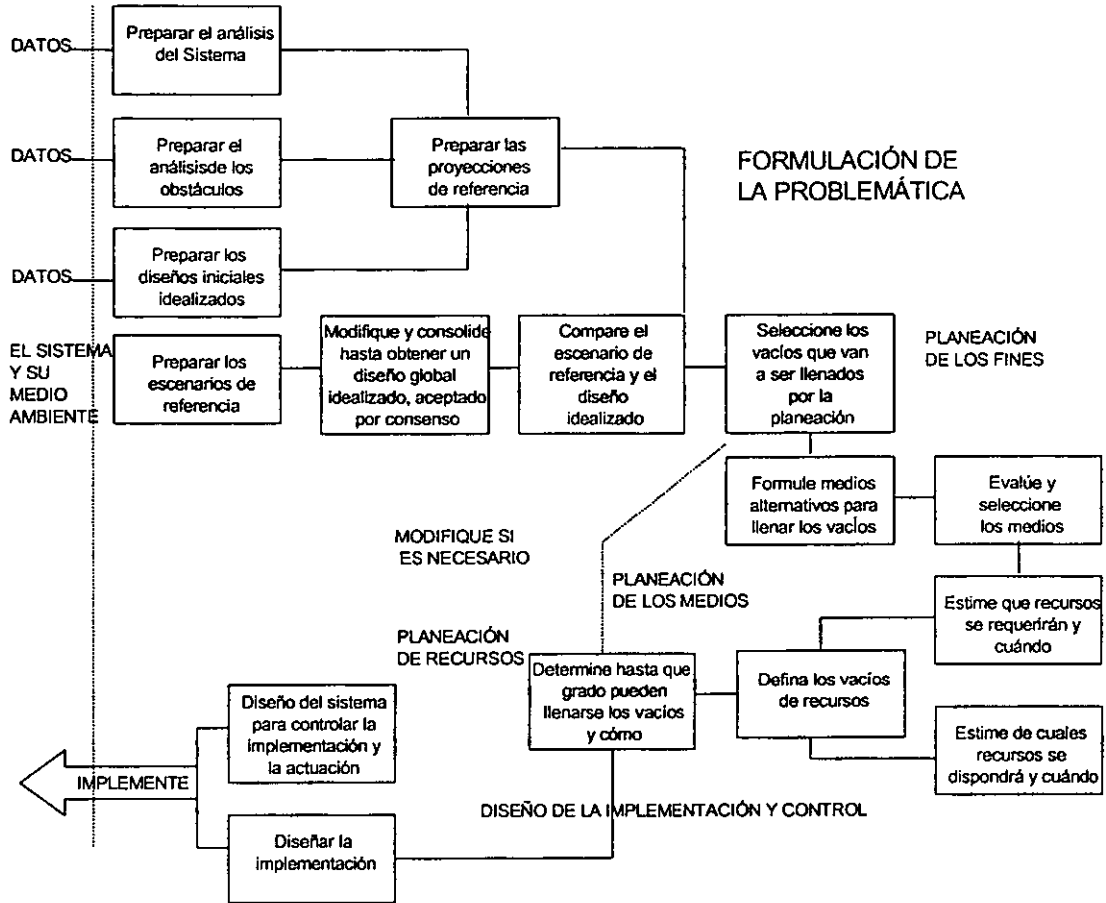 DATOS
Preparar el análisis
del Sistema
DATOS
Preparar el
análisisde los
obstáculos
Preparar las
proyecciones
de referencia
FORMULACIÓN DE
LA PROBLEMÁTICA
DATOS
Preparar los
diseños iniciales
idealizados
EL SISTEMA
Y SU
MEDIO
AMBIENTE
Preparar los
escenarios de
referencia
Modifique y consolide
hasta obtener un
diseño global
idealizado, aceptado
por consenso
Compare el
escenario de
referencia y el
diseño
idealizado
Seleccione los
vacíos que van
a ser llenados
por la
planeación
PLANEACIÓN
DE LOS FINES
Formule medios
alternativos para
llenar los vacíos
Evalúe y
seleccione
los medios
MODIFIQUE SI
ES NECESARIO
PLANEACIÓN
DE LOS MEDIOS
Estime que recursos
se requerirán y
cuándo
PLANEACIÓN
DE RECURSOS
Determine hasta que
grado pueden
llenarse los vacíos
y cómo
Defina los vacíos
de recursos
Estime de cuales
recursos se
dispondrá y cuándo
Diseño del sistema
para controlar la
implementación y
la actuación
IMPLEMENTE
DISEÑO DE LA IMPLEMENTACIÓN Y CONTROL
Diseñar la
implementación